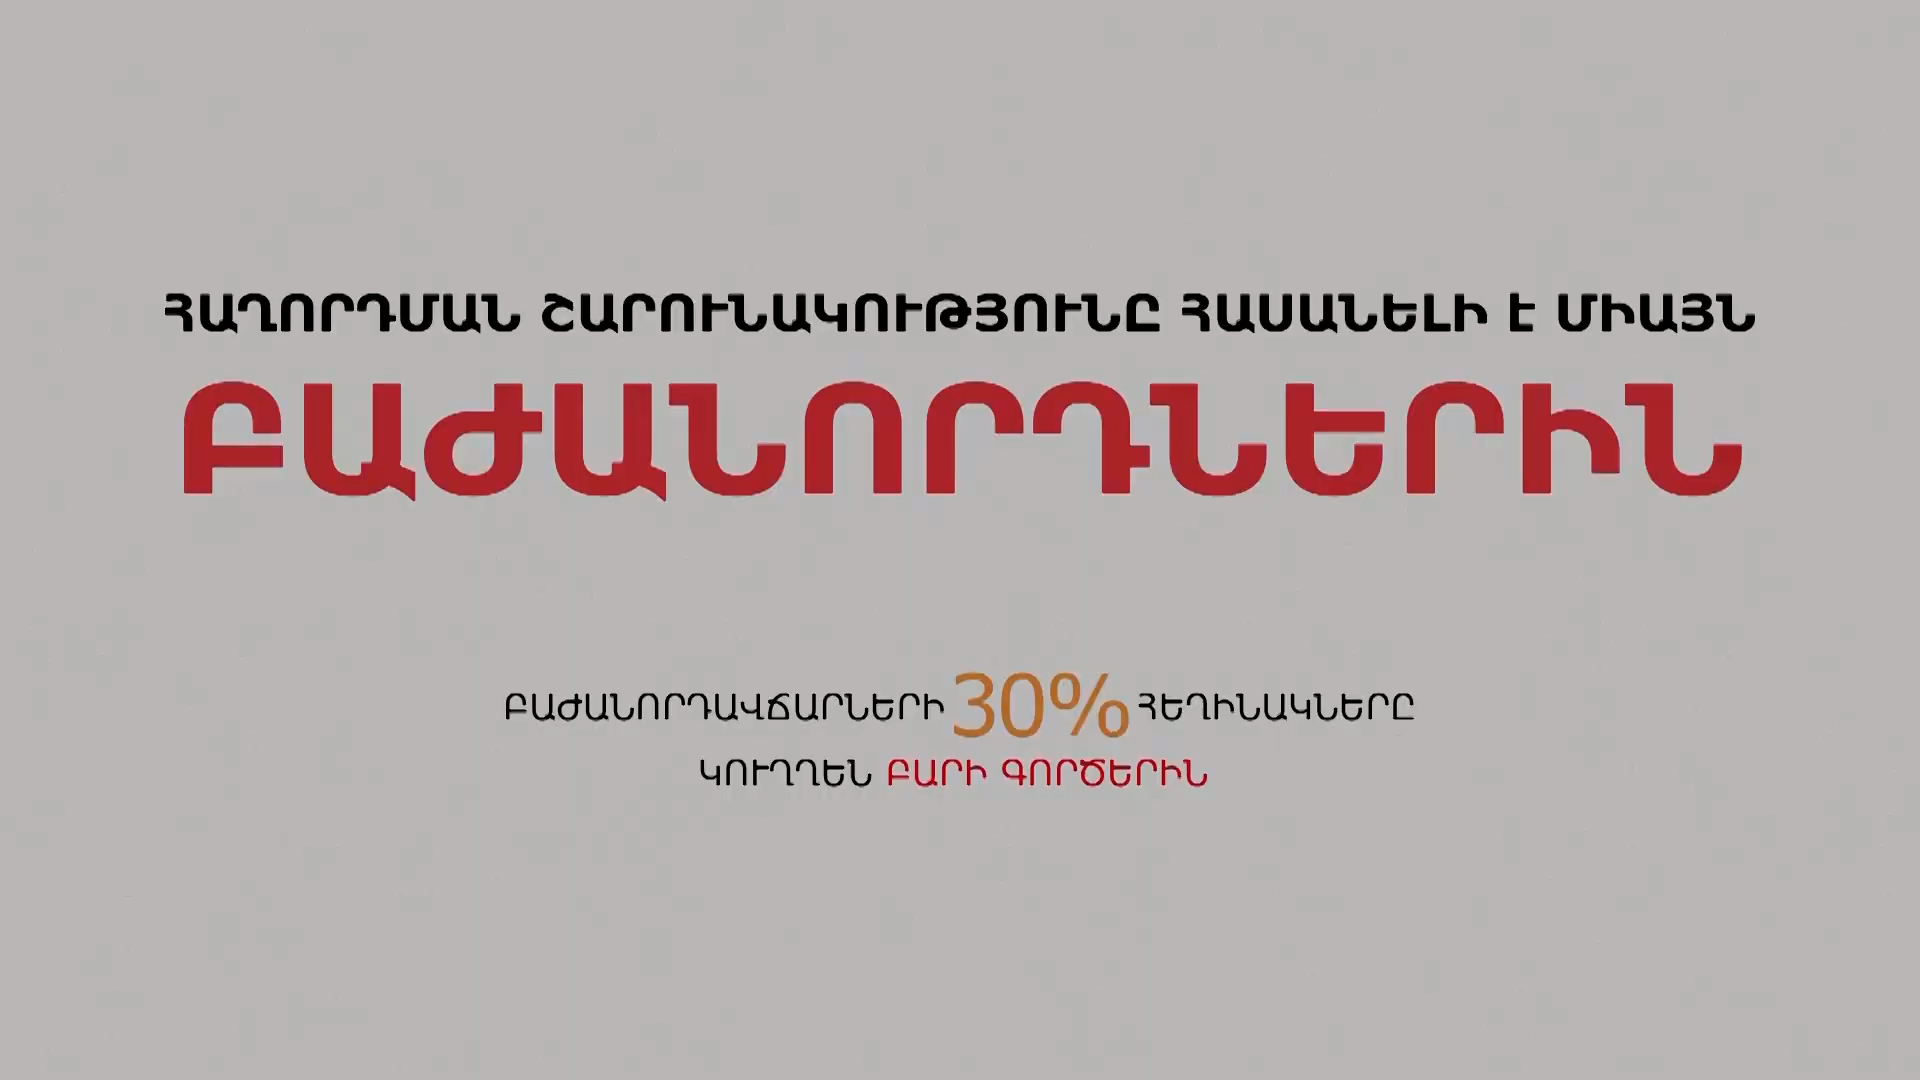 ՀԱՂՈՐԴՄԱՆ ՇԱՐՈՒՆԱԿՈՒԹՅՈՒՆԸ ՀԱՍԱՆԵԼԻ Է ՄԻԱՅՆ
ԲԱԺԱՆՈՐԴՆԵՐԻՆ
ԲԱԺԱՆՈՐԴԱՎՃԱՐՆԵՐԻ 30% ՀԵՂԻՆԱԿՆԵՐԸ
ԿՈՒՂՂԵՆ ԲԱՐԻ ԳՈՐԾԵՐԻՆ